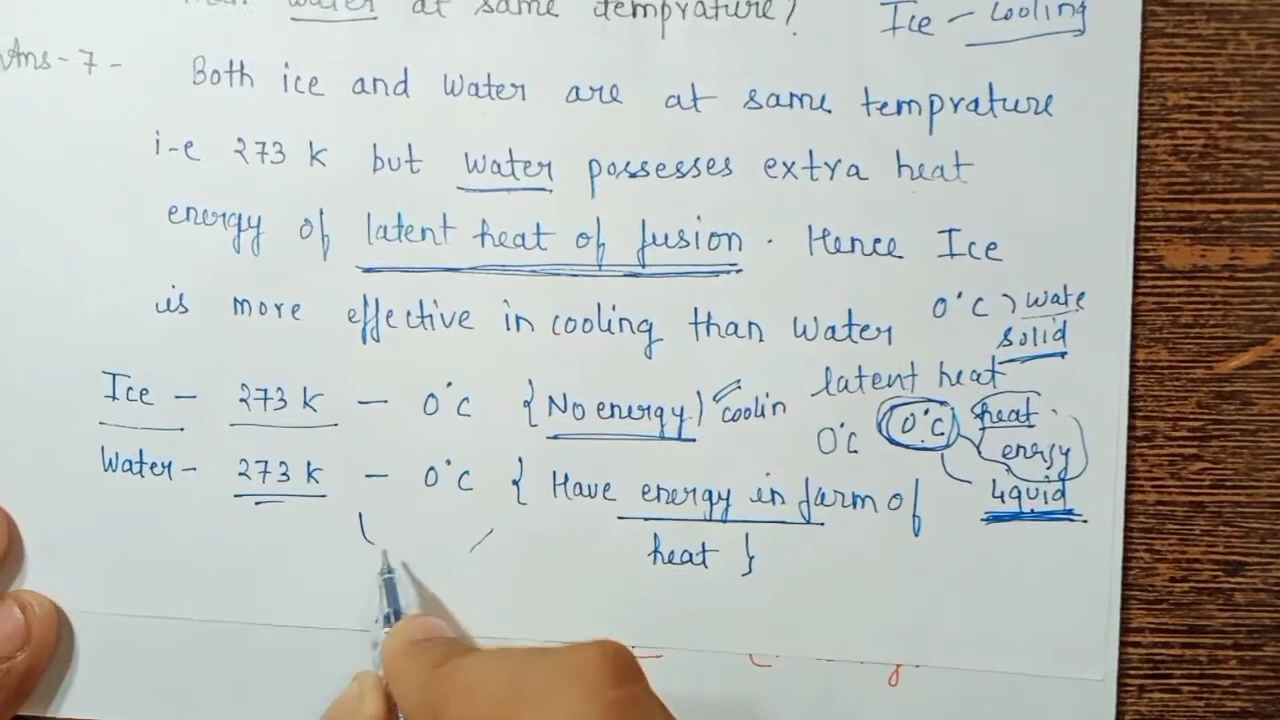 water at same temprature?
Ice - Cooling
Ans - 7 -
Both ice and Water are at same temprature
i-e 273 k but water possesses extra heat
energy of latent heat of fusion. Hence Ice
is more effective in cooling than Water
0°C) wate
solid
latent heat
Ice - 273 k - 0°C {No energy) coolin
0°C (0°C) heat
energy
Water - 273 k - 0°C { Have energy in farm of
liquid
heat }